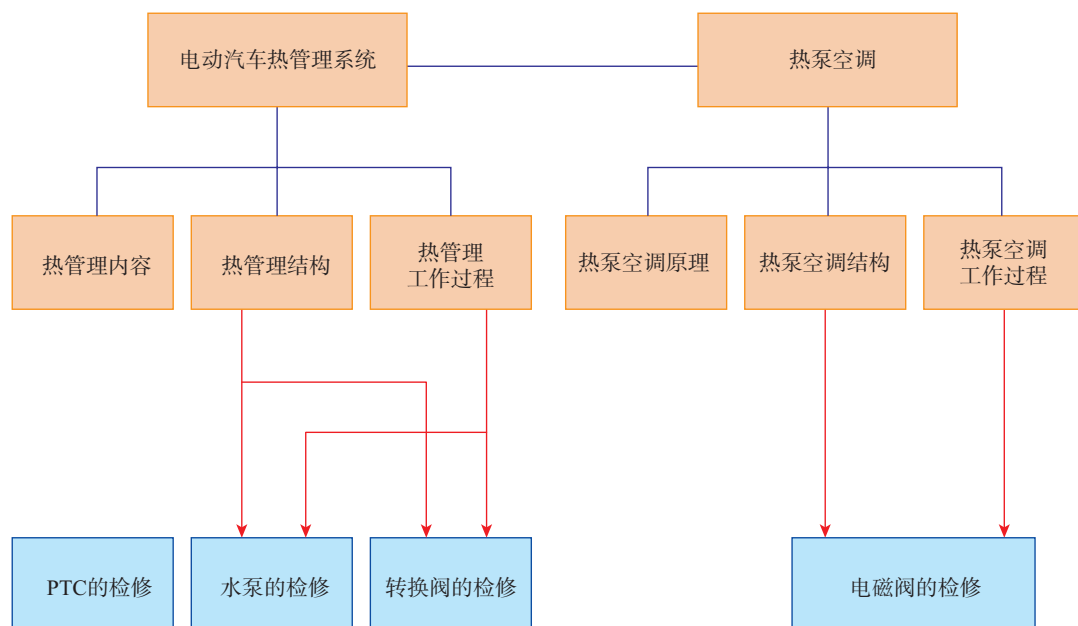 电动汽车热管理系统
热泵空调
热管理内容
热管理结构
热管理
工作过程
热泵空调原理
热泵空调结构
热泵空调
工作过程
PTC的检修
水泵的检修
转换阀的检修
电磁阀的检修